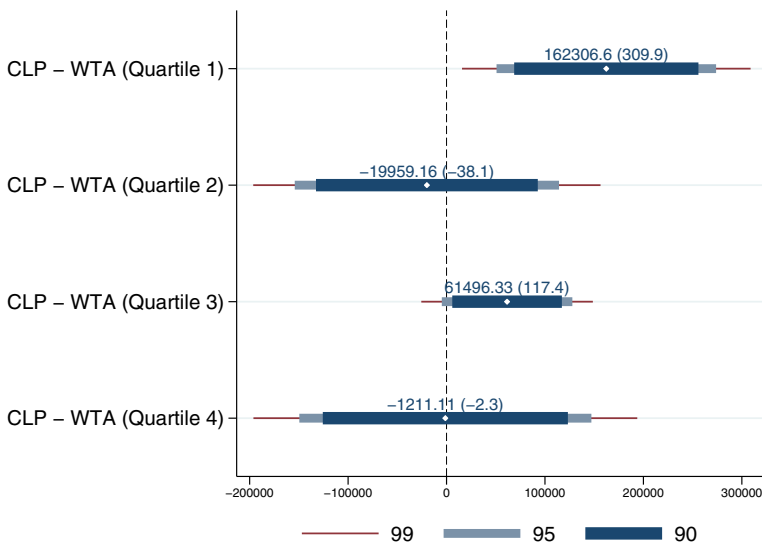 162306.6 (309.9)
CLP – WTA (Quartile 1)
−19959.16 (−38.1)
CLP – WTA (Quartile 2)
61496.33 (117.4)
CLP – WTA (Quartile 3)
−1211.11 (−2.3)
CLP – WTA (Quartile 4)
−200000 −100000 0 100000 200000 300000
99 95 90